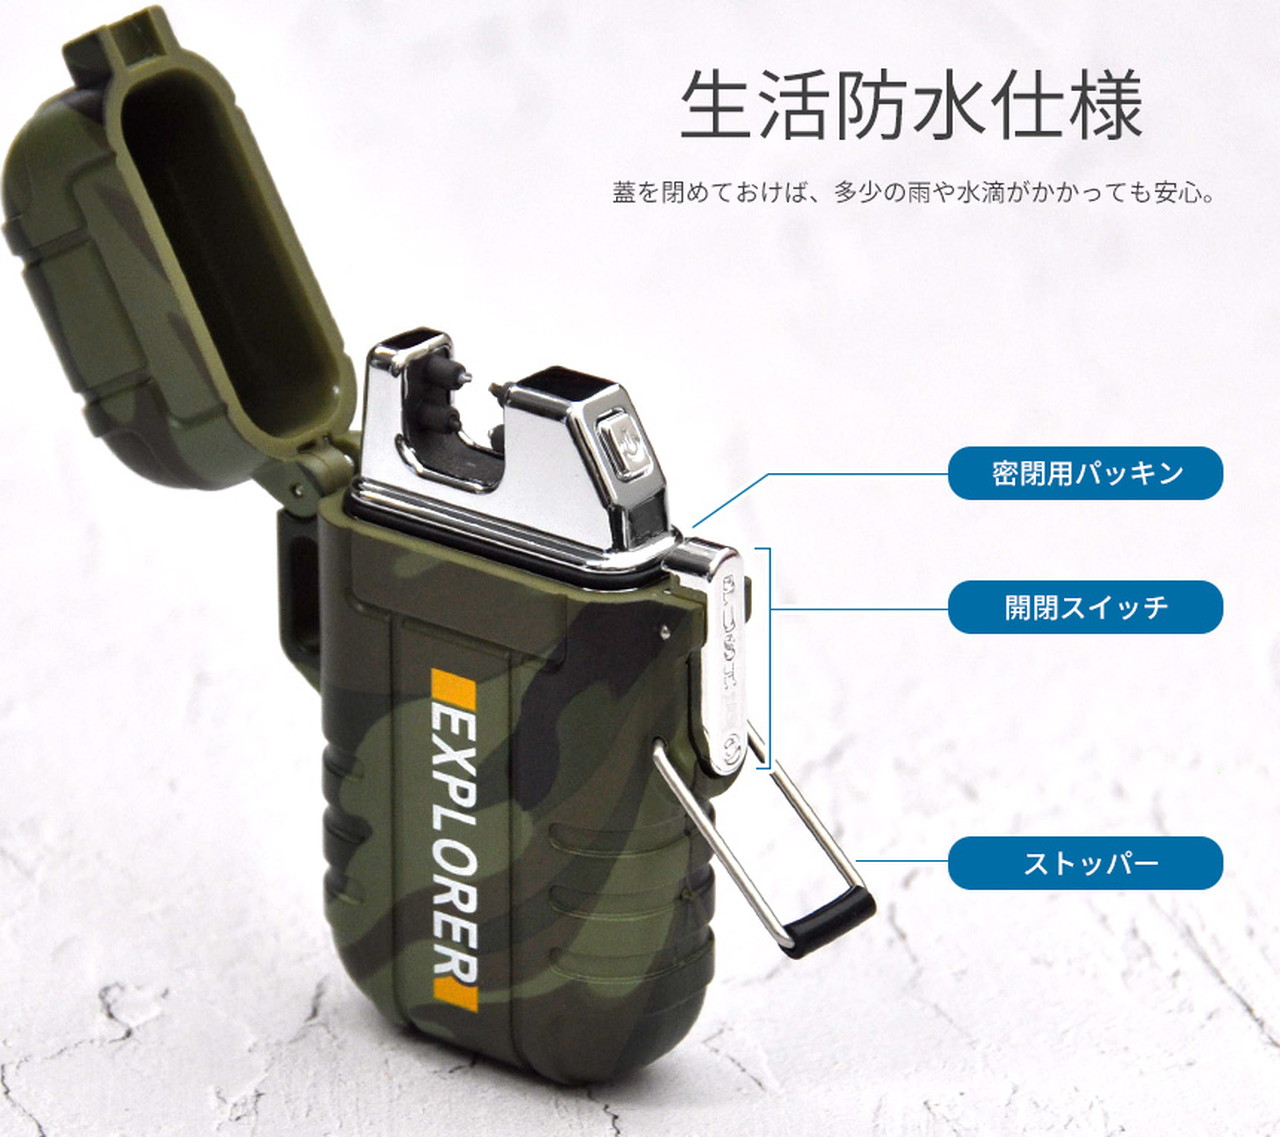 生活防水仕様
蓋を閉めておけば、多少の雨や水滴がかかっても安心。
密閉用パッキン
開閉スイッチ
PUSH
ストッパー
EXPLORER